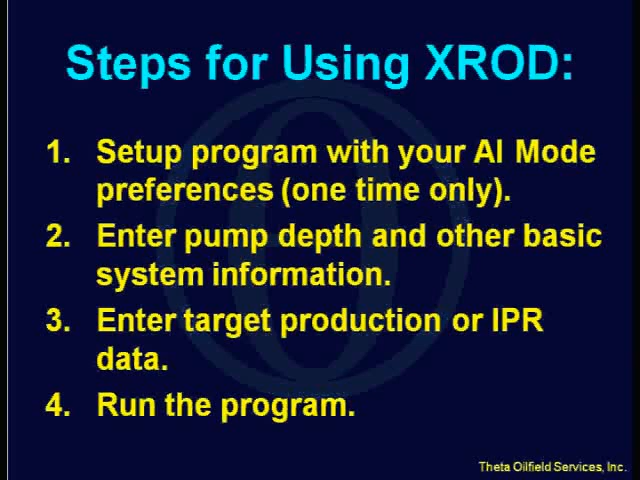 Steps for Using XROD:
1. Setup program with your AI Mode
preferences (one time only).
2. Enter pump depth and other basic
system information.
3. Enter target production or IPR
data.
4. Run the program.
Theta Oilfield Services, Inc.